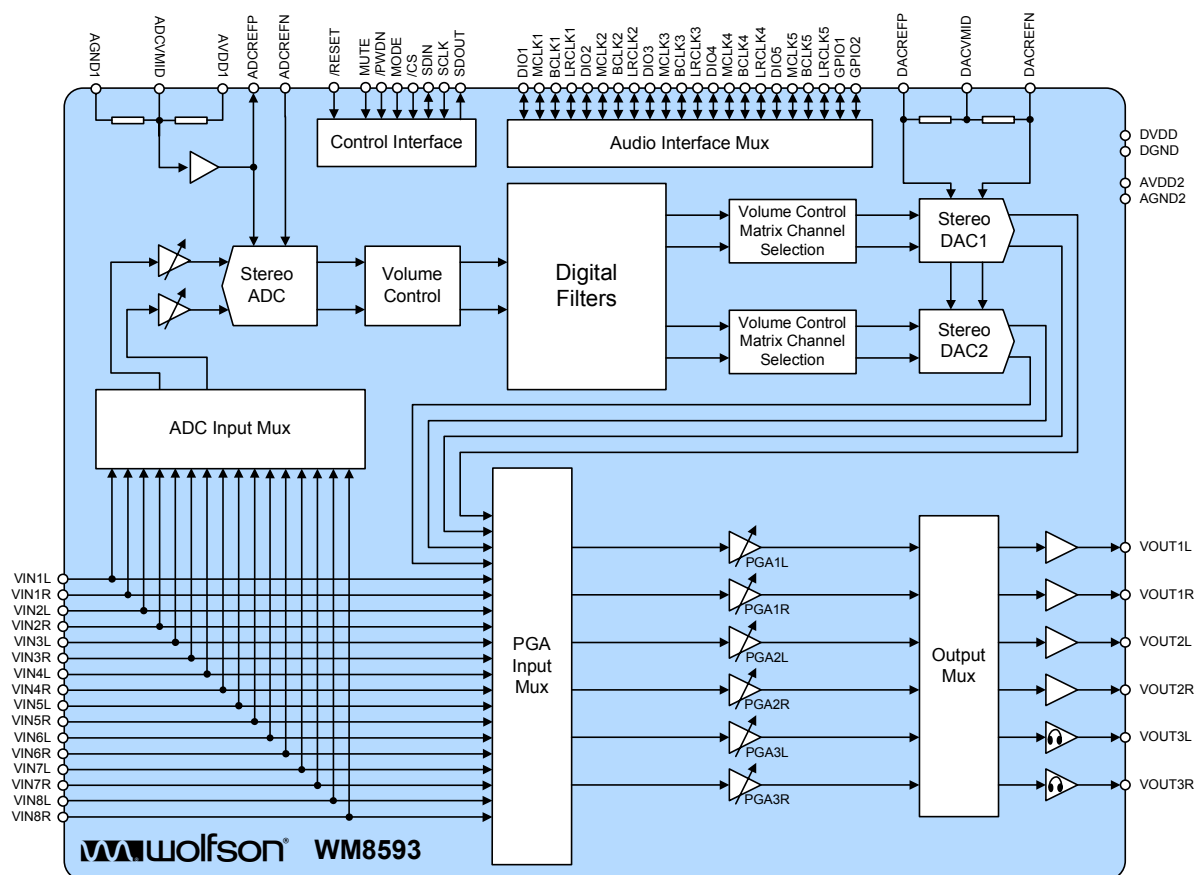 AGND1
ADCVMID
AVDD1
ADCREFP
ADCREFN
/RESET
MUTE
/PWDN
MODE
/CS
SDIN
SCLK
SDOUT
DIO1
MCLK1
BCLK1
LRCLK1
DIO2
MCLK2
BCLK2
LRCLK2
DIO3
MCLK3
BCLK3
LRCLK3
DIO4
MCLK4
BCLK4
LRCLK4
DIO5
MCLK5
BCLK5
LRCLK5
GPIO1
GPIO2
DACREFP
DACVMID
DACREFN
Control Interface
Audio Interface Mux
DVDD
DGND
AVDD2
AGND2
Stereo
ADC
Volume
Control
Digital
Filters
Volume Control
Matrix Channel
Selection
Stereo
DAC1
Volume Control
Matrix Channel
Selection
Stereo
DAC2
ADC Input Mux
VIN1L
VIN1R
VIN2L
VIN2R
VIN3L
VIN3R
VIN4L
VIN4R
VIN5L
VIN5R
VIN6L
VIN6R
VIN7L
VIN7R
VIN8L
VIN8R
PGA
Input
Mux
PGA1L
PGA1R
PGA2L
PGA2R
PGA3L
PGA3R
Output
Mux
VOUT1L
VOUT1R
VOUT2L
VOUT2R
VOUT3L
VOUT3R
wolfson® WM8593